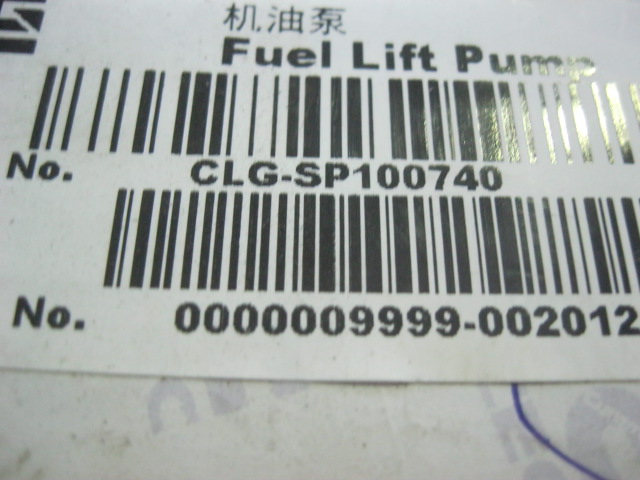 机油泵
Fuel Lift Pump
No. CLG-SP100740
No. 0000009999-002012